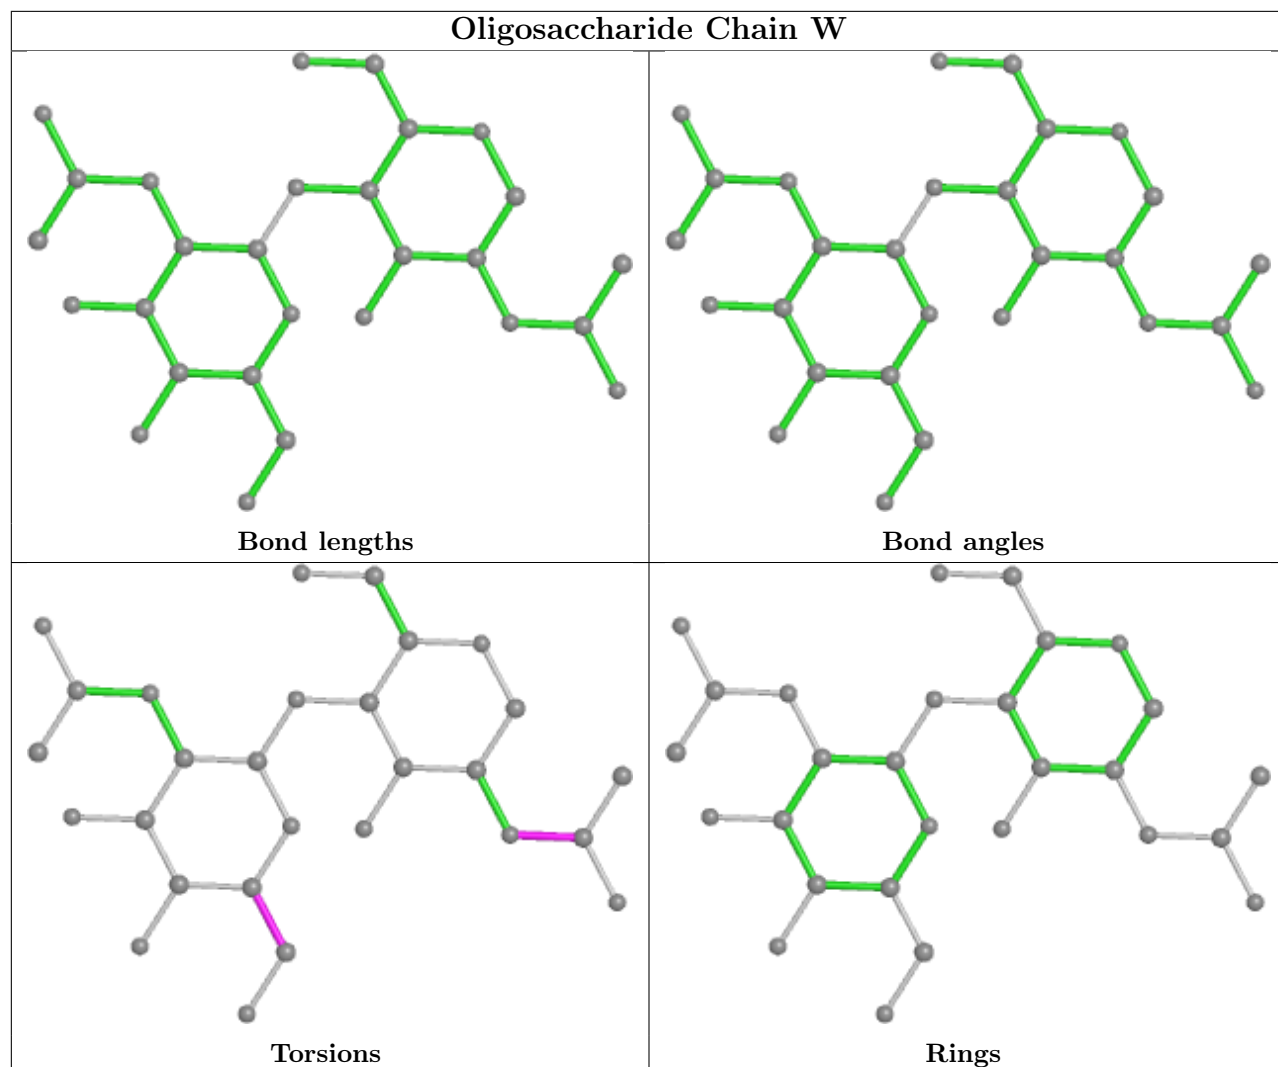 Oligosaccharide Chain W
Bond lengths
Bond angles
Torsions
Rings